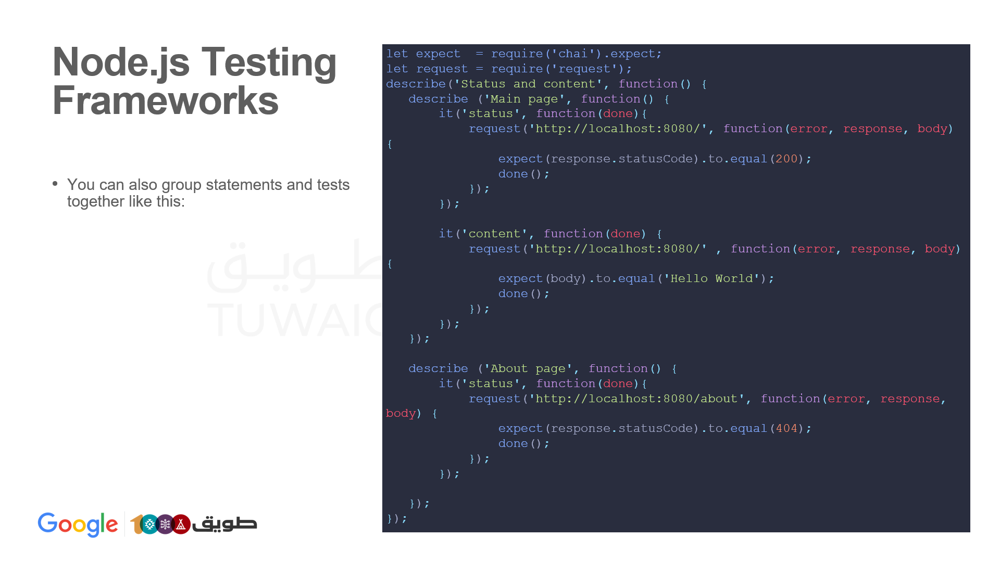 Node.js Testing
Frameworks
• You can also group statements and tests
together like this:
let expect  = require('chai').expect;
let request = require('request');
describe('Status and content', function() {
   describe ('Main page', function() {
       it('status', function(done){
           request('http://localhost:8080/', function(error, response, body)
{
               expect(response.statusCode).to.equal(200);
               done();
           });
       });

       it('content', function(done) {
           request('http://localhost:8080/' , function(error, response, body)
{
               expect(body).to.equal('Hello World');
               done();
           });
       });
   });

   describe ('About page', function() {
       it('status', function(done){
           request('http://localhost:8080/about', function(error, response,
body) {
               expect(response.statusCode).to.equal(404);
               done();
           });
       });

   });
});
طويق
TUWAIQ
Google
1000 طويق